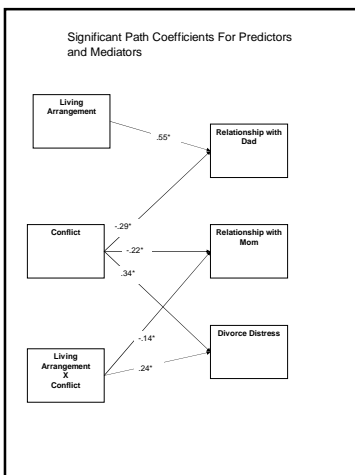 Significant Path Coefficients For Predictors
and Mediators
Living
Arrangement
.55*
Relationship with
Dad
-.29*
Conflict
-.22*
Relationship with
Mom
.34*
-.14*
Divorce Distress
Living
Arrangement
X
Conflict
.24*